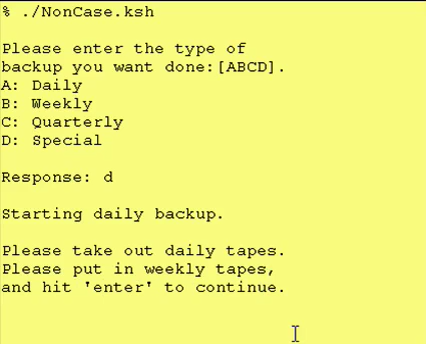 % ./NonCase.ksh
Please enter the type of
backup you want done:[ABCD].
A: Daily
B: Weekly
C: Quarterly
D: Special
Response: d
Starting daily backup.
Please take out daily tapes.
Please put in weekly tapes,
and hit 'enter' to continue.